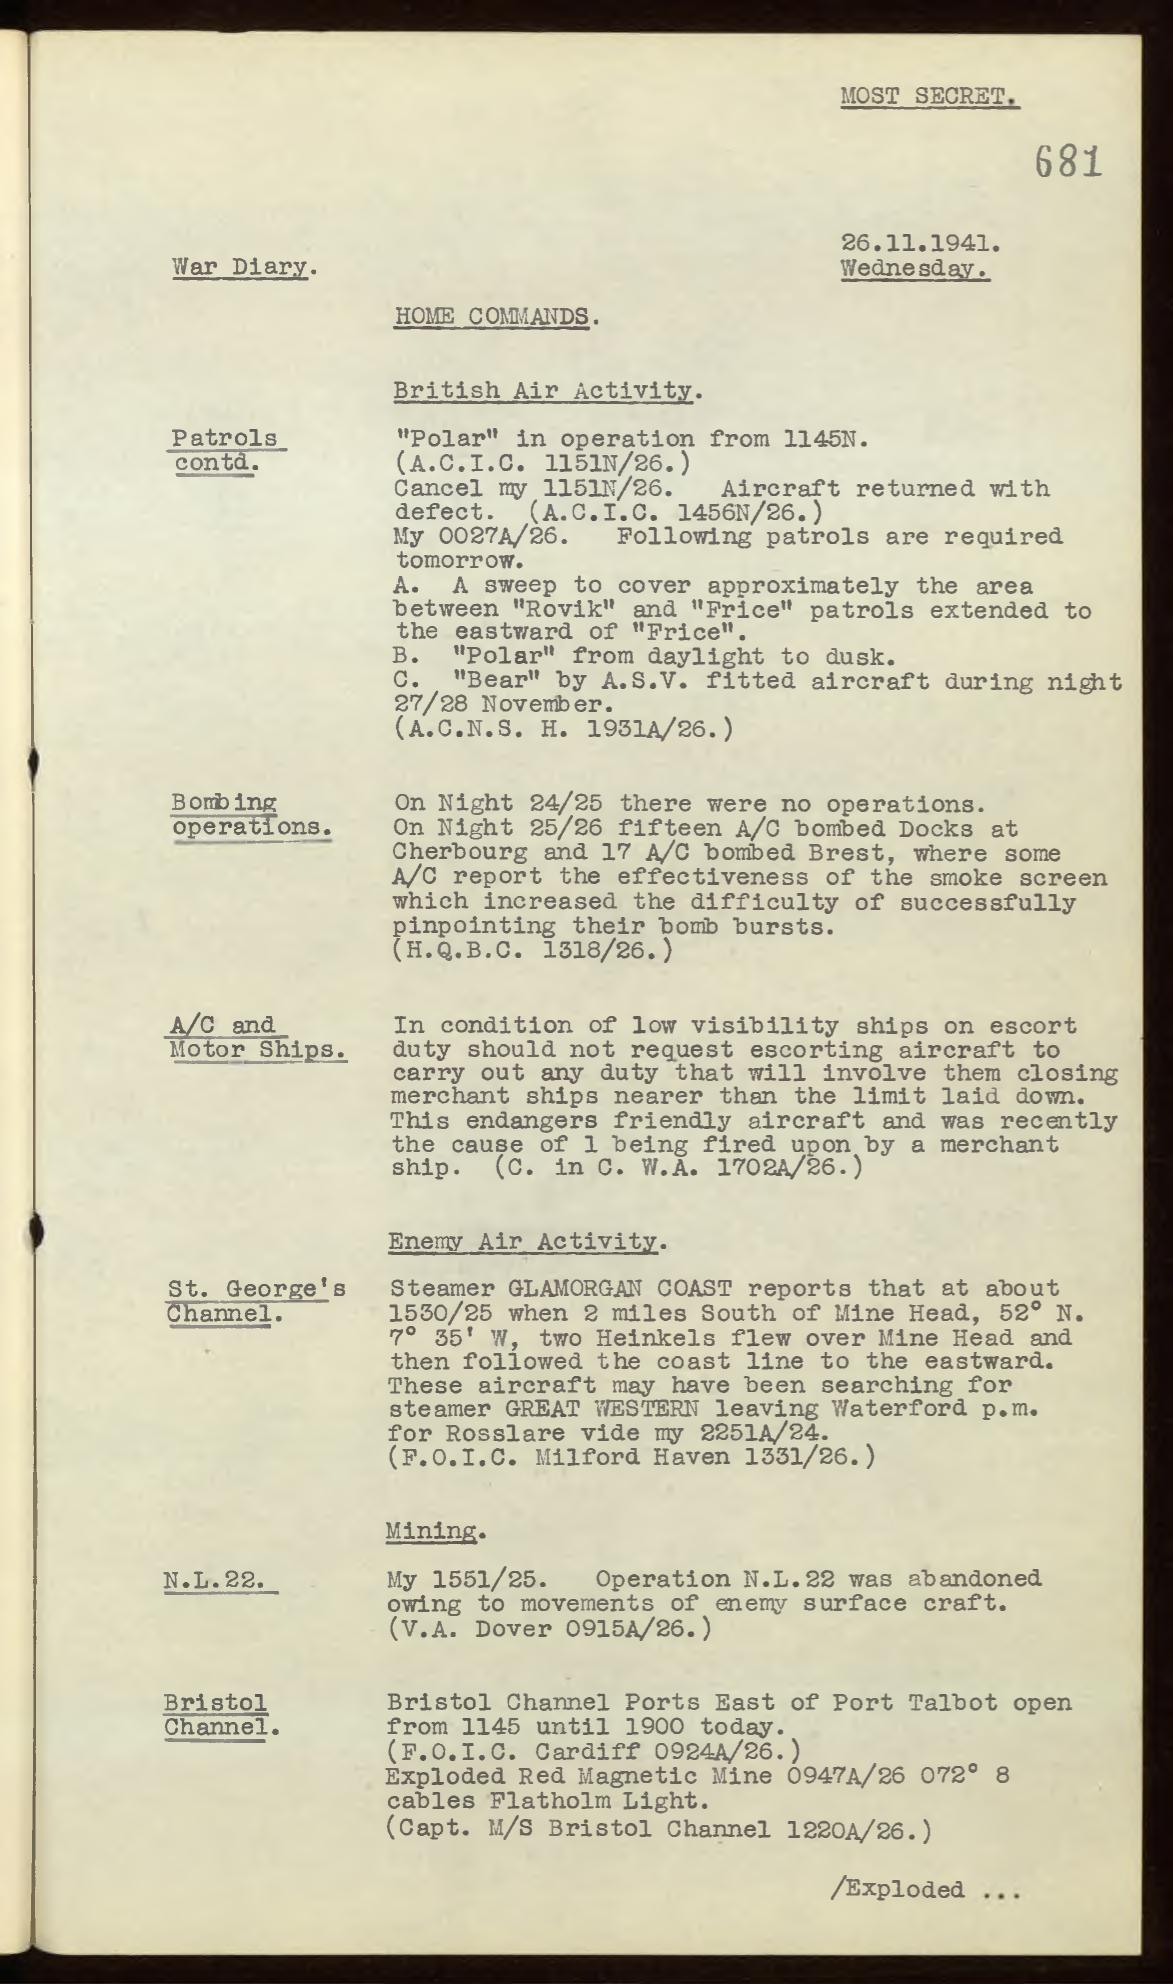 MOST SECRET.
681
26.11.1941.
War Diary.
Wednesday.
HOME COMMANDS.
British Air Activity.
Patrols
contd.
"Polar" in operation from 1145N.
(A.C.I.C. 1151N/26.)
Cancel my 1151N/26. Aircraft returned with
defect. (A.C.I.C. 1456N/26.)
My 0027A/26. Following patrols are required
tomorrow.
A. A sweep to cover approximately the area
between "Rovik" and "Frice" patrols extended to
the eastward of "Frice".
B. "Polar" from daylight to dusk.
C. "Bear" by A.S.V. fitted aircraft during night
27/28 November.
(A.C.N.S. H. 1931A/26.)
Bombing
operations.
On Night 24/25 there were no operations.
On Night 25/26 fifteen A/C bombed Docks at
Cherbourg and 17 A/C bombed Brest, where some
A/C report the effectiveness of the smoke screen
which increased the difficulty of successfully
pinpointing their bomb bursts.
(H.Q.B.C. 1318/26.)
A/C and
Motor Ships.
In condition of low visibility ships on escort
duty should not request escorting aircraft to
carry out any duty that will involve them closing
merchant ships nearer than the limit laid down.
This endangers friendly aircraft and was recently
the cause of 1 being fired upon by a merchant
ship. (C. in C. W.A. 1702A/26.)
Enemy Air Activity.
St. George's
Channel.
Steamer GLAMORGAN COAST reports that at about
1530/25 when 2 miles South of Mine Head, 52° N.
7° 35' W, two Heinkels flew over Mine Head and
then followed the coast line to the eastward.
These aircraft may have been searching for
steamer GREAT WESTERN leaving Waterford p.m.
for Rosslare vide my 2251A/24.
(F.O.I.C. Milford Haven 1331/26.)
Mining.
N.L.22.
My 1551/25. Operation N.L.22 was abandoned
owing to movements of enemy surface craft.
(V.A. Dover 0915A/26.)
Bristol
Channel.
Bristol Channel Ports East of Port Talbot open
from 1145 until 1900 today.
(F.O.I.C. Cardiff 0924A/26.)
Exploded Red Magnetic Mine 0947A/26 072° 8
cables Flatholm Light.
(Capt. M/S Bristol Channel 1220A/26.)
/Exploded ...